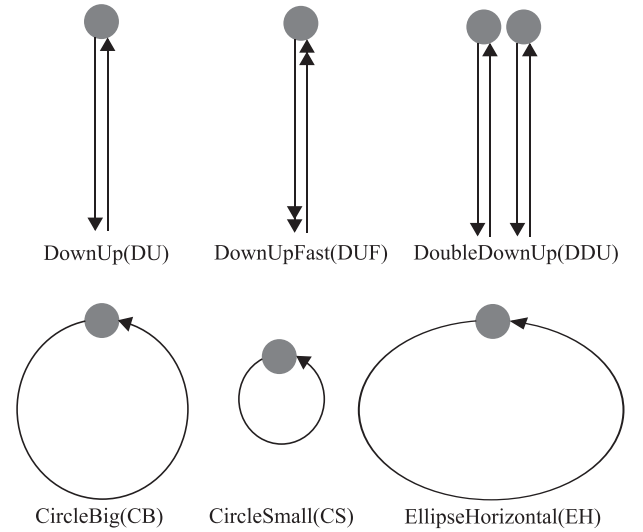 DownUp(DU)
DownUpFast(DUF)
DoubleDownUp(DDU)
CircleBig(CB)
CircleSmall(CS)
EllipseHorizontal(EH)